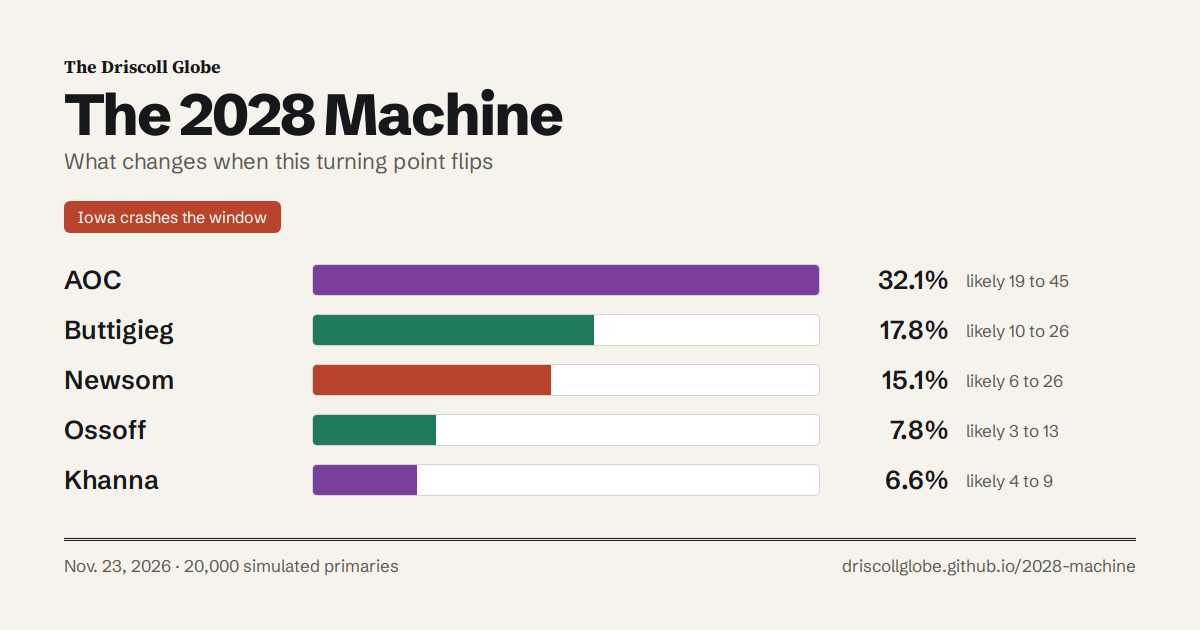 The Driscoll Globe
The 2028 Machine
What changes when this turning point flips
Iowa crashes the window
AOC 32.1% likely 19 to 45
Buttigieg 17.8% likely 10 to 26
Newsom 15.1% likely 6 to 26
Ossoff 7.8% likely 3 to 13
Khanna 6.6% likely 4 to 9
Nov. 23, 2026 · 20,000 simulated primaries driscollglobe.github.io/2028-machine